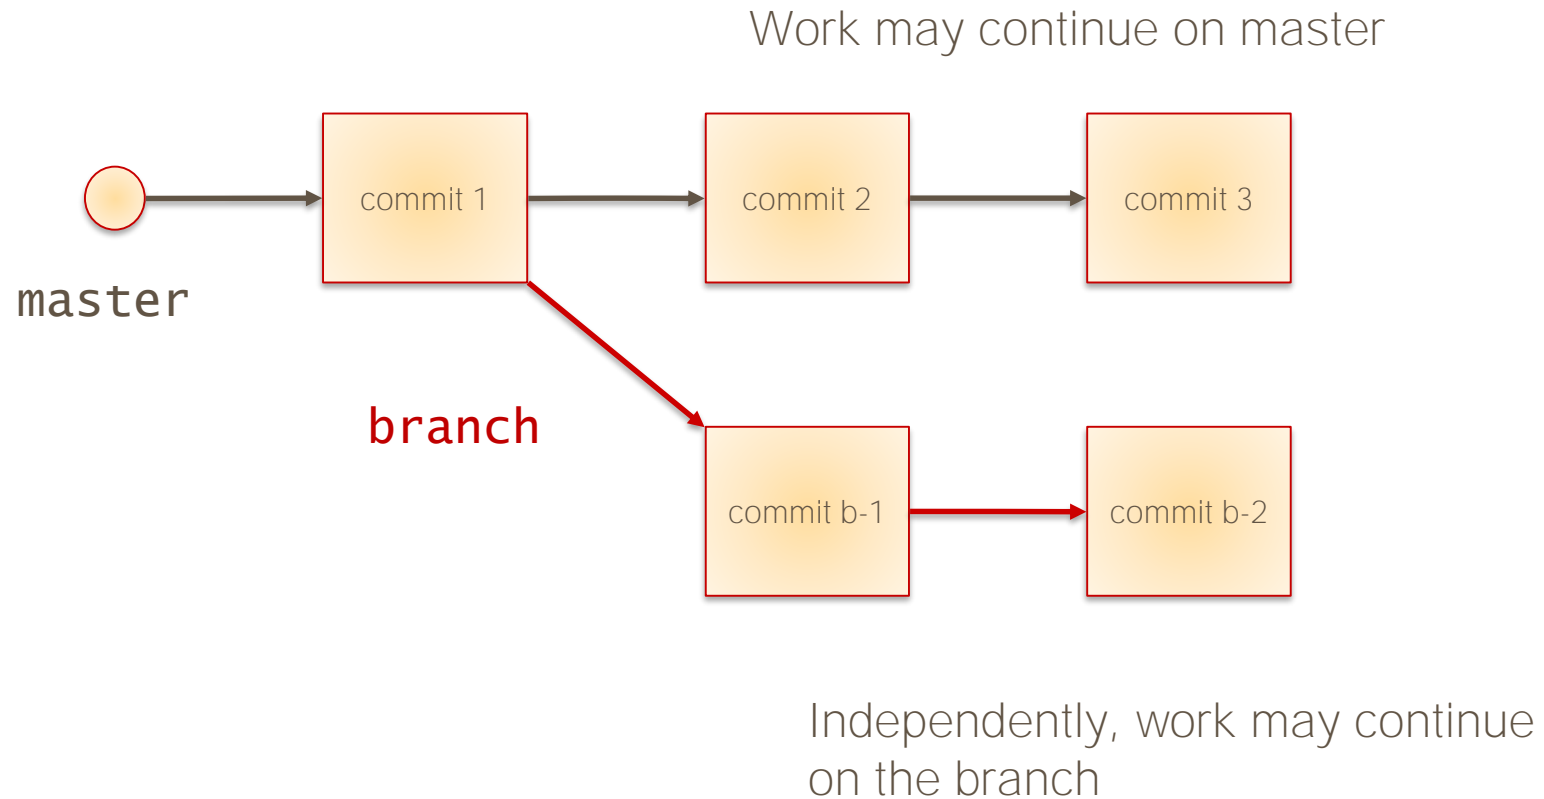 Work may continue on master
commit 1
commit 2
commit 3
master
branch
commit b-1
commit b-2
Independently, work may continue
on the branch